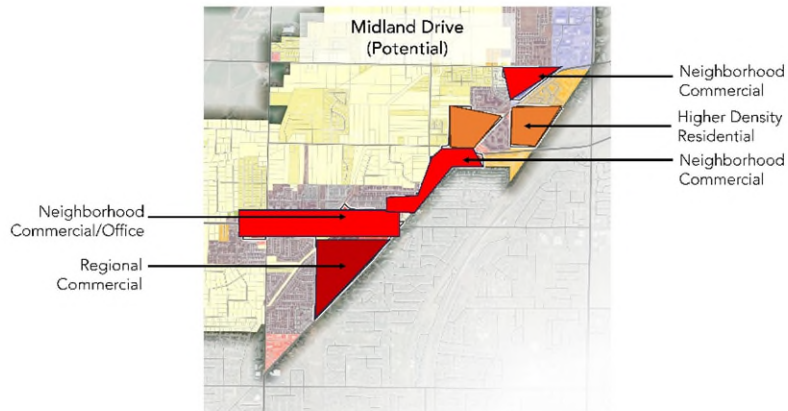 Midland Drive
(Potential)
Neighborhood
Commercial
Higher Density
Residential
Neighborhood
Commercial
Neighborhood
Commercial/Office
Regional
Commercial